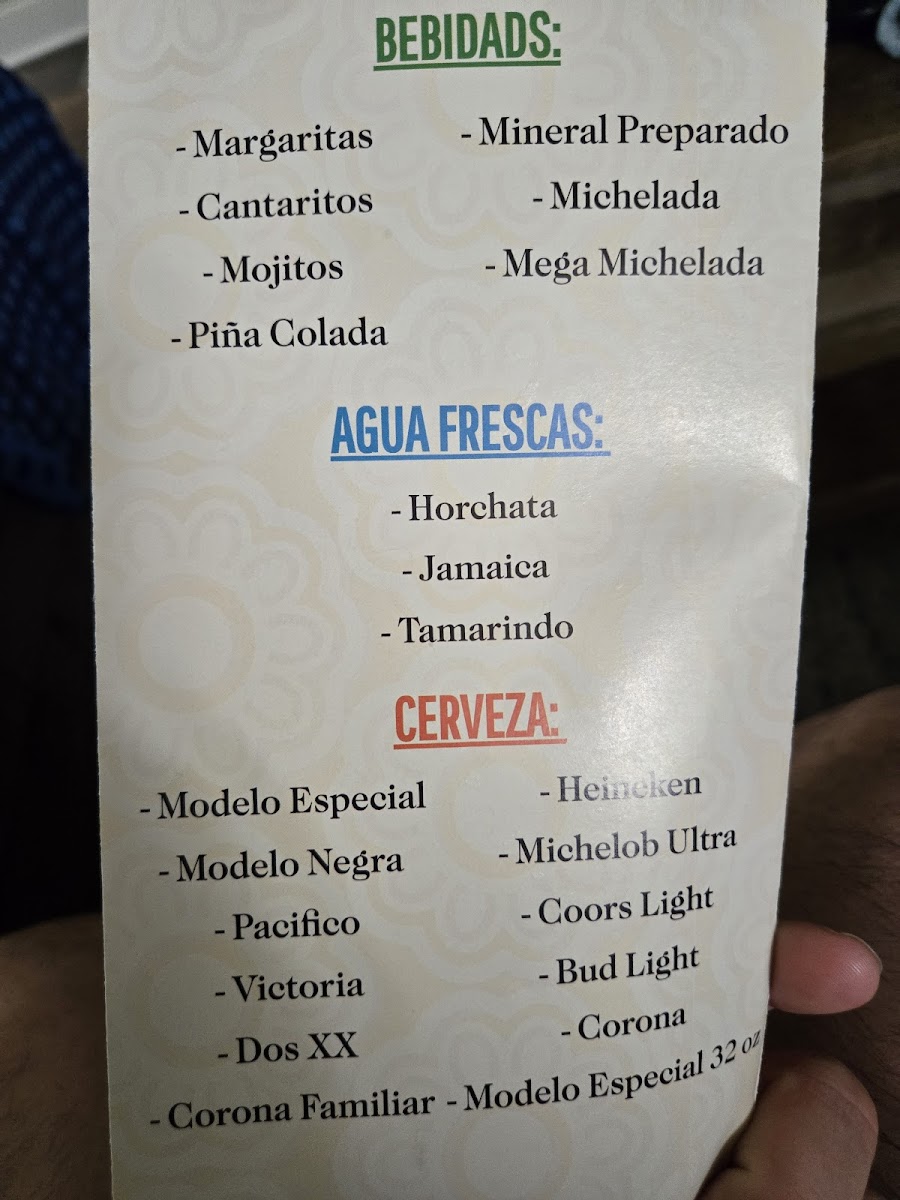 BEBIDADS:
- Margaritas
- Cantaritos
- Mojitos
- Piña Colada
- Mineral Preparado
- Michelada
- Mega Michelada
AGUA FRESCAS:
- Horchata
- Jamaica
- Tamarindo
CERVEZA:
- Modelo Especial
- Modelo Negra
- Pacifico
- Victoria
- Dos XX
- Corona Familiar
- Heineken
- Michelob Ultra
- Coors Light
- Bud Light
- Corona
- Modelo Especial 32 oz